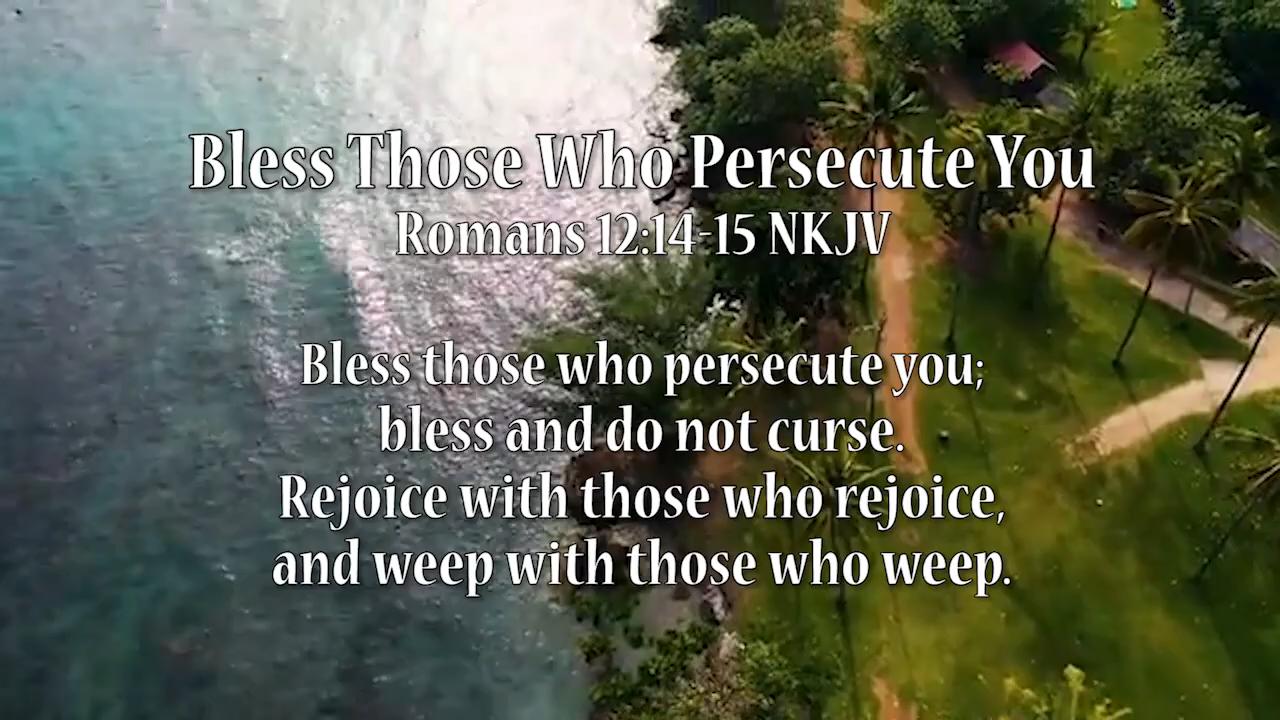 Bless Those Who Persecute You
Romans 12:14-15 NKJV
Bless those who persecute you;
bless and do not curse.
Rejoice with those who rejoice,
and weep with those who weep.